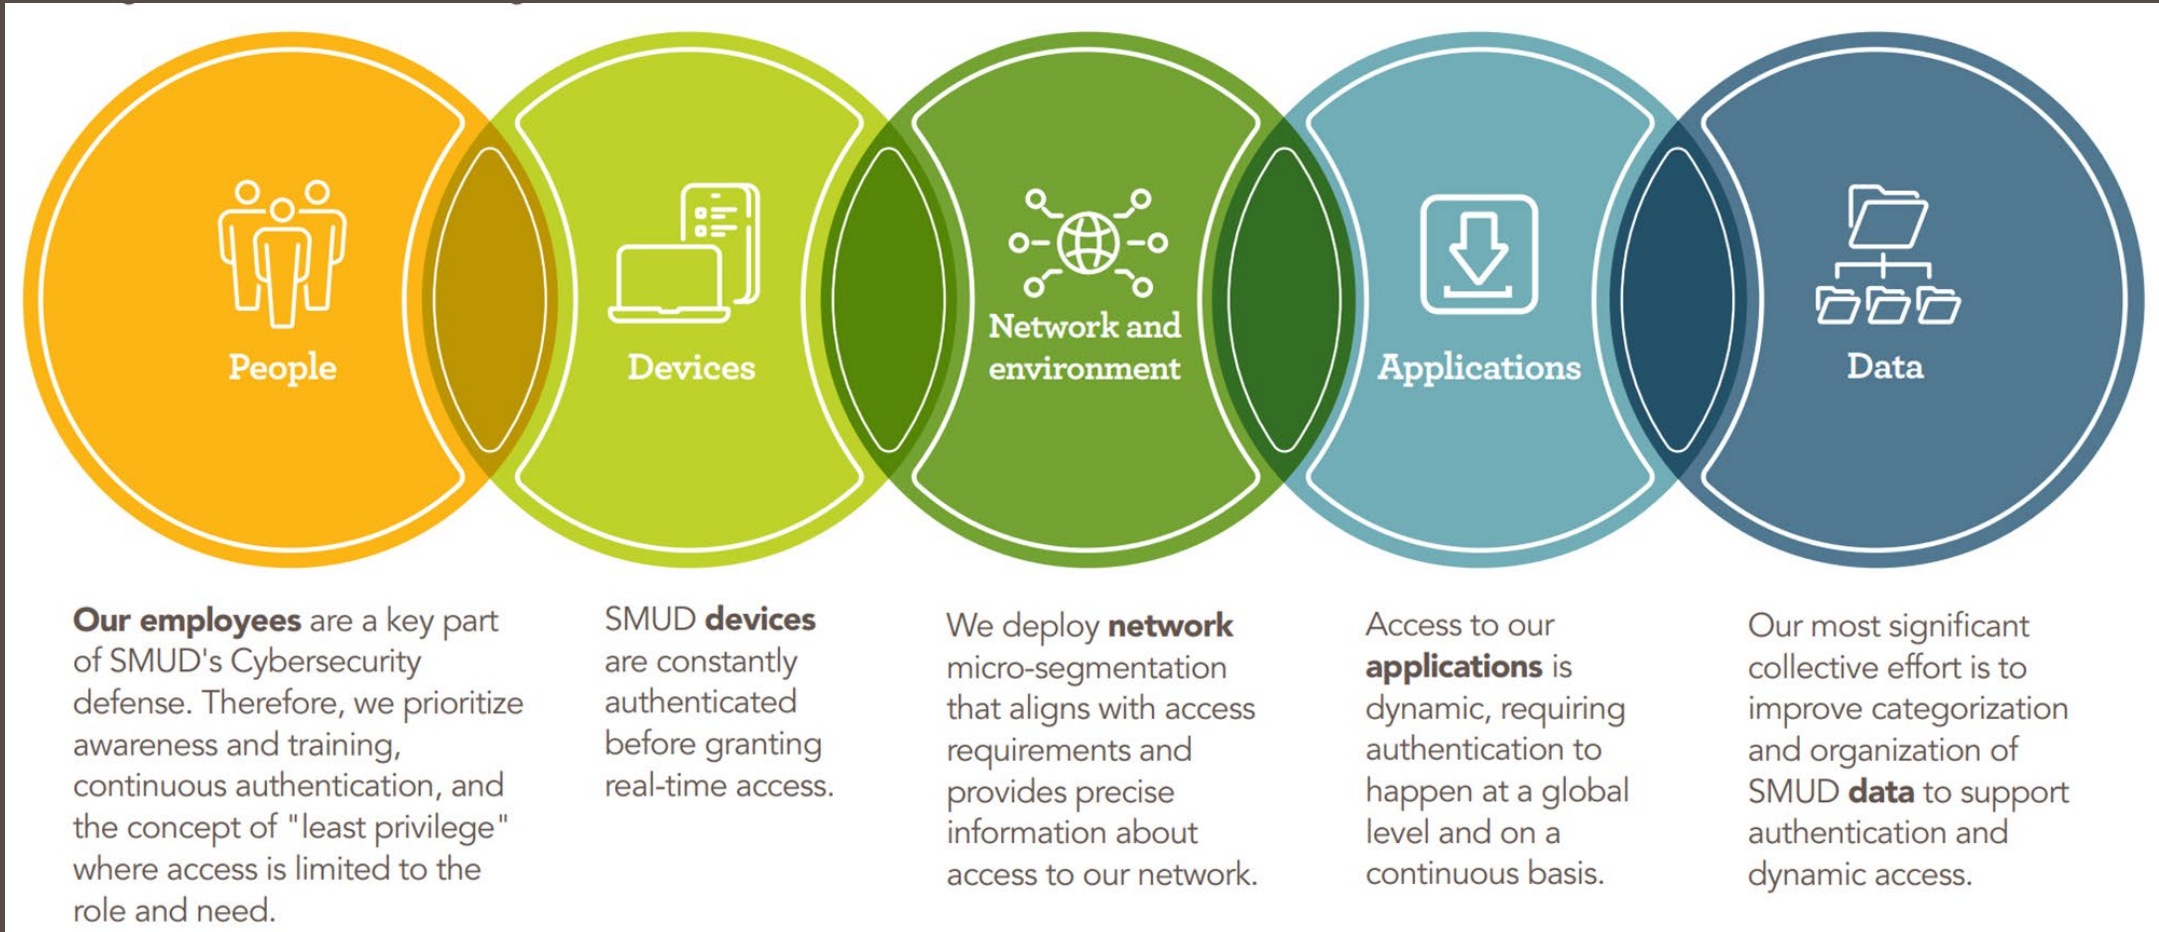 People
Devices
Network and
environment
Applications
Data
Our employees are a key part
of SMUD's Cybersecurity
defense. Therefore, we prioritize
awareness and training,
continuous authentication, and
the concept of "least privilege"
where access is limited to the
role and need.
SMUD devices
are constantly
authenticated
before granting
real-time access.
We deploy network
micro-segmentation
that aligns with access
requirements and
provides precise
information about
access to our network.
Access to our
applications is
dynamic, requiring
authentication to
happen at a global
level and on a
continuous basis.
Our most significant
collective effort is to
improve categorization
and organization of
SMUD data to support
authentication and
dynamic access.